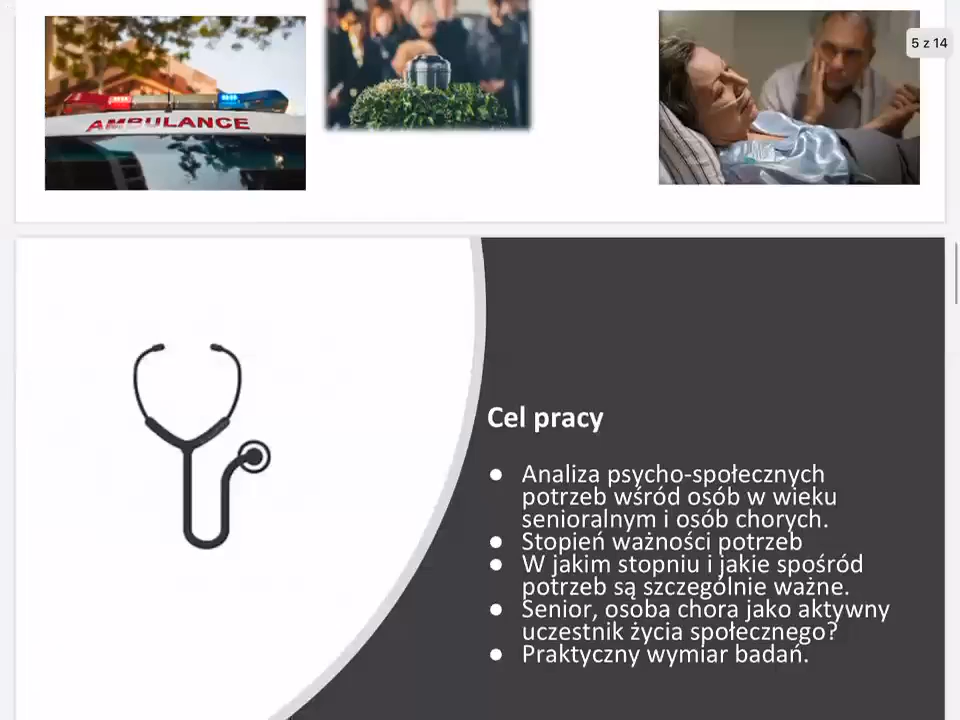 5 z 14
AMBULANCE
Cel pracy
● Analiza psycho-społecznych
potrzeb wśród osób w wieku
senioralnym i osób chorych.
● Stopień ważności potrzeb
● W jakim stopniu i jakie spośród
potrzeb są szczególnie ważne.
● Senior, osoba chora jako aktywny
uczestnik życia społecznego?
● Praktyczny wymiar badań.